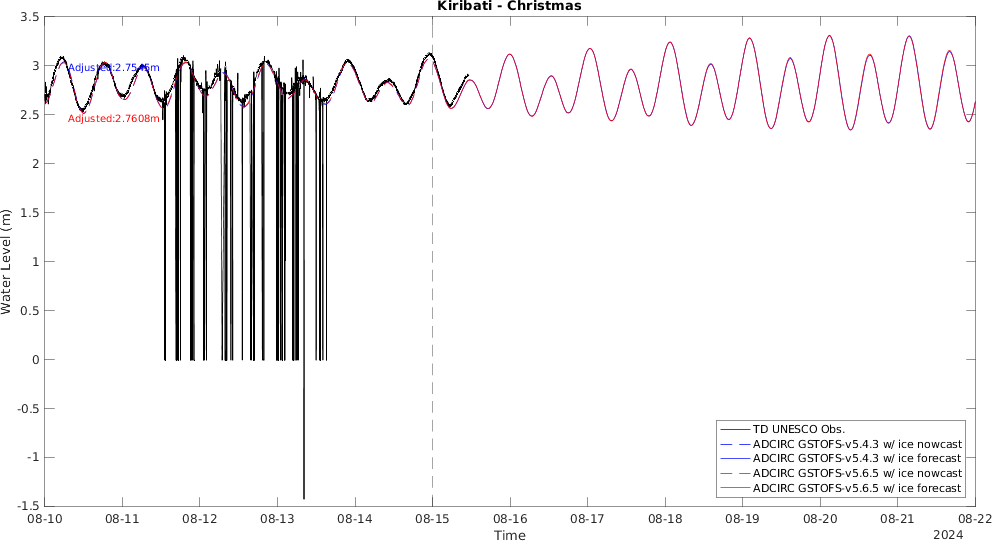 Kiribati - Christmas
3.5
3
2.5
2
1.5
1
0.5
0
-0.5
-1
-1.5
Water Level (m)
Adjusted:2.7545m
Adjusted:2.7608m
TD UNESCO Obs.
ADCIRC GSTOFS-v5.4.3 w/ ice nowcast
ADCIRC GSTOFS-v5.4.3 w/ ice forecast
ADCIRC GSTOFS-v5.6.5 w/ ice nowcast
ADCIRC GSTOFS-v5.6.5 w/ ice forecast
08-10 08-11 08-12 08-13 08-14 08-15 08-16 08-17 08-18 08-19 08-20 08-21 08-22
Time
2024